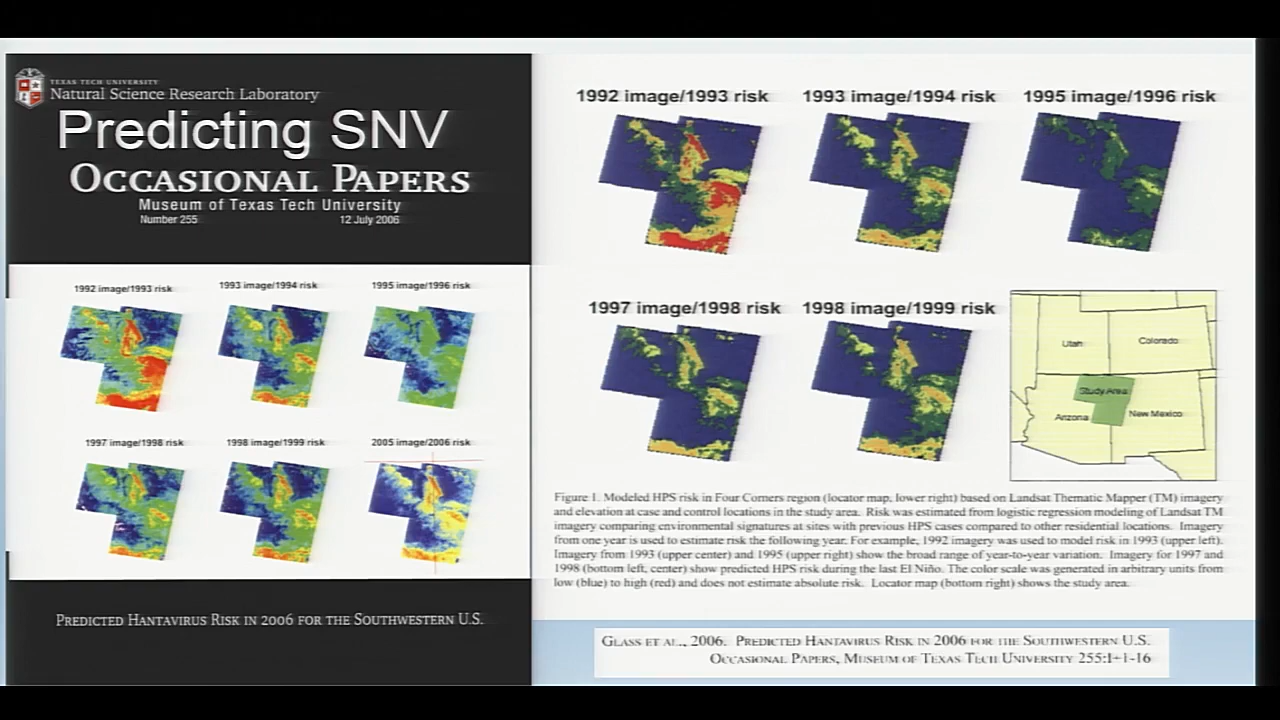 TEXAS TECH UNIVERSITY
Natural Science Research Laboratory
Predicting SNV
OCCASIONAL PAPERS
Museum of Texas Tech University
Number 255 12 July 2006
1992 image/1993 risk 1993 image/1994 risk 1995 image/1996 risk
1997 image/1998 risk 1998 image/1999 risk 2005 image/2006 risk
PREDICTED HANTAVIRUS RISK IN 2006 FOR THE SOUTHWESTERN U.S.
1992 image/1993 risk 1993 image/1994 risk 1995 image/1996 risk
1997 image/1998 risk 1998 image/1999 risk
Utah Colorado
Study Area
Arizona New Mexico
Figure 1. Modeled HPS risk in Four Corners region (locator map, lower right) based on Landsat Thematic Mapper (TM) imagery
and elevation at case and control locations in the study area. Risk was estimated from logistic regression modeling of Landsat TM
imagery comparing environmental signatures at sites with previous HPS cases compared to other residential locations. Imagery
from one year is used to estimate risk the following year. For example, 1992 imagery was used to model risk in 1993 (upper left).
Imagery from 1993 (upper center) and 1995 (upper right) show the broad range of year-to-year variation. Imagery for 1997 and
1998 (bottom left, center) show predicted HPS risk during the last El Niño. The color scale was generated in arbitrary units from
low (blue) to high (red) and does not estimate absolute risk. Locator map (bottom right) shows the study area.
GLASS ET AL., 2006. PREDICTED HANTAVIRUS RISK IN 2006 FOR THE SOUTHWESTERN U.S.
OCCASIONAL PAPERS, MUSEUM OF TEXAS TECH UNIVERSITY 255:1+1-16